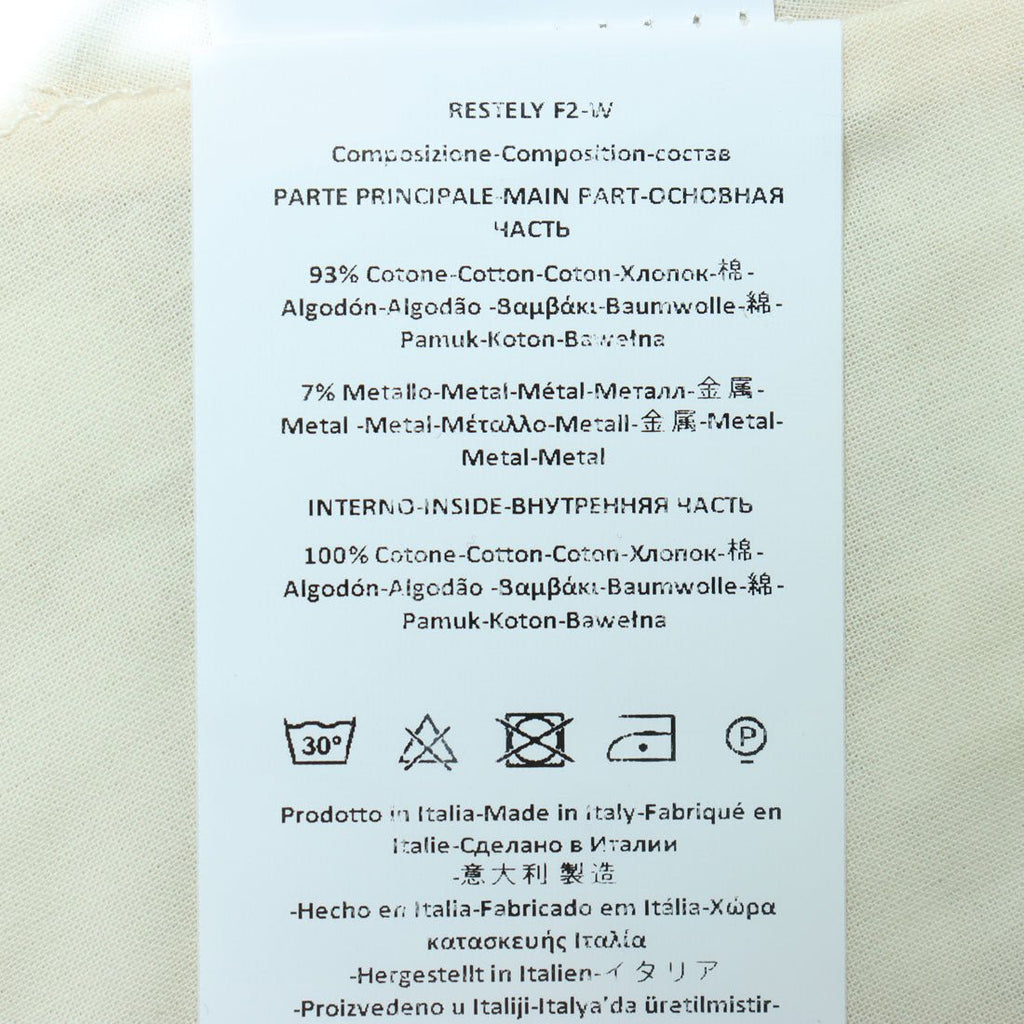 RESTELY F2-W
Composizione-Composition-состав
PARTE PRINCIPALE-MAIN PART-ОСНОВНАЯ
ЧАСТЬ
93% Cotone-Cotton-Coton-Хлопок-棉-
Algodón-Algodão -Βαμβάκι-Baumwolle-綿-
Pamuk-Koton-Bawełna
7% Metallo-Metal-Métal-Металл-金属-
Metal -Metal-Μέταλλο-Metall-金属-Metal-
Metal-Metal
INTERNO-INSIDE-ВНУТРЕННЯЯ ЧАСТЬ
100% Cotone-Cotton-Coton-Хлопок-棉-
Algodón-Algodão -Βαμβάκι-Baumwolle-綿-
Pamuk-Koton-Bawełna
30°
P
Prodotto in Italia-Made in Italy-Fabriqué en
Italie-Сделано в Италии
-意大利 製造
-Hecho en Italia-Fabricado em Itália-Χώρα
κατασκευής Ιταλία
-Hergestellt in Italien-イタリア
-Proizvedeno u Italiji-Italya'da üretilmistir-